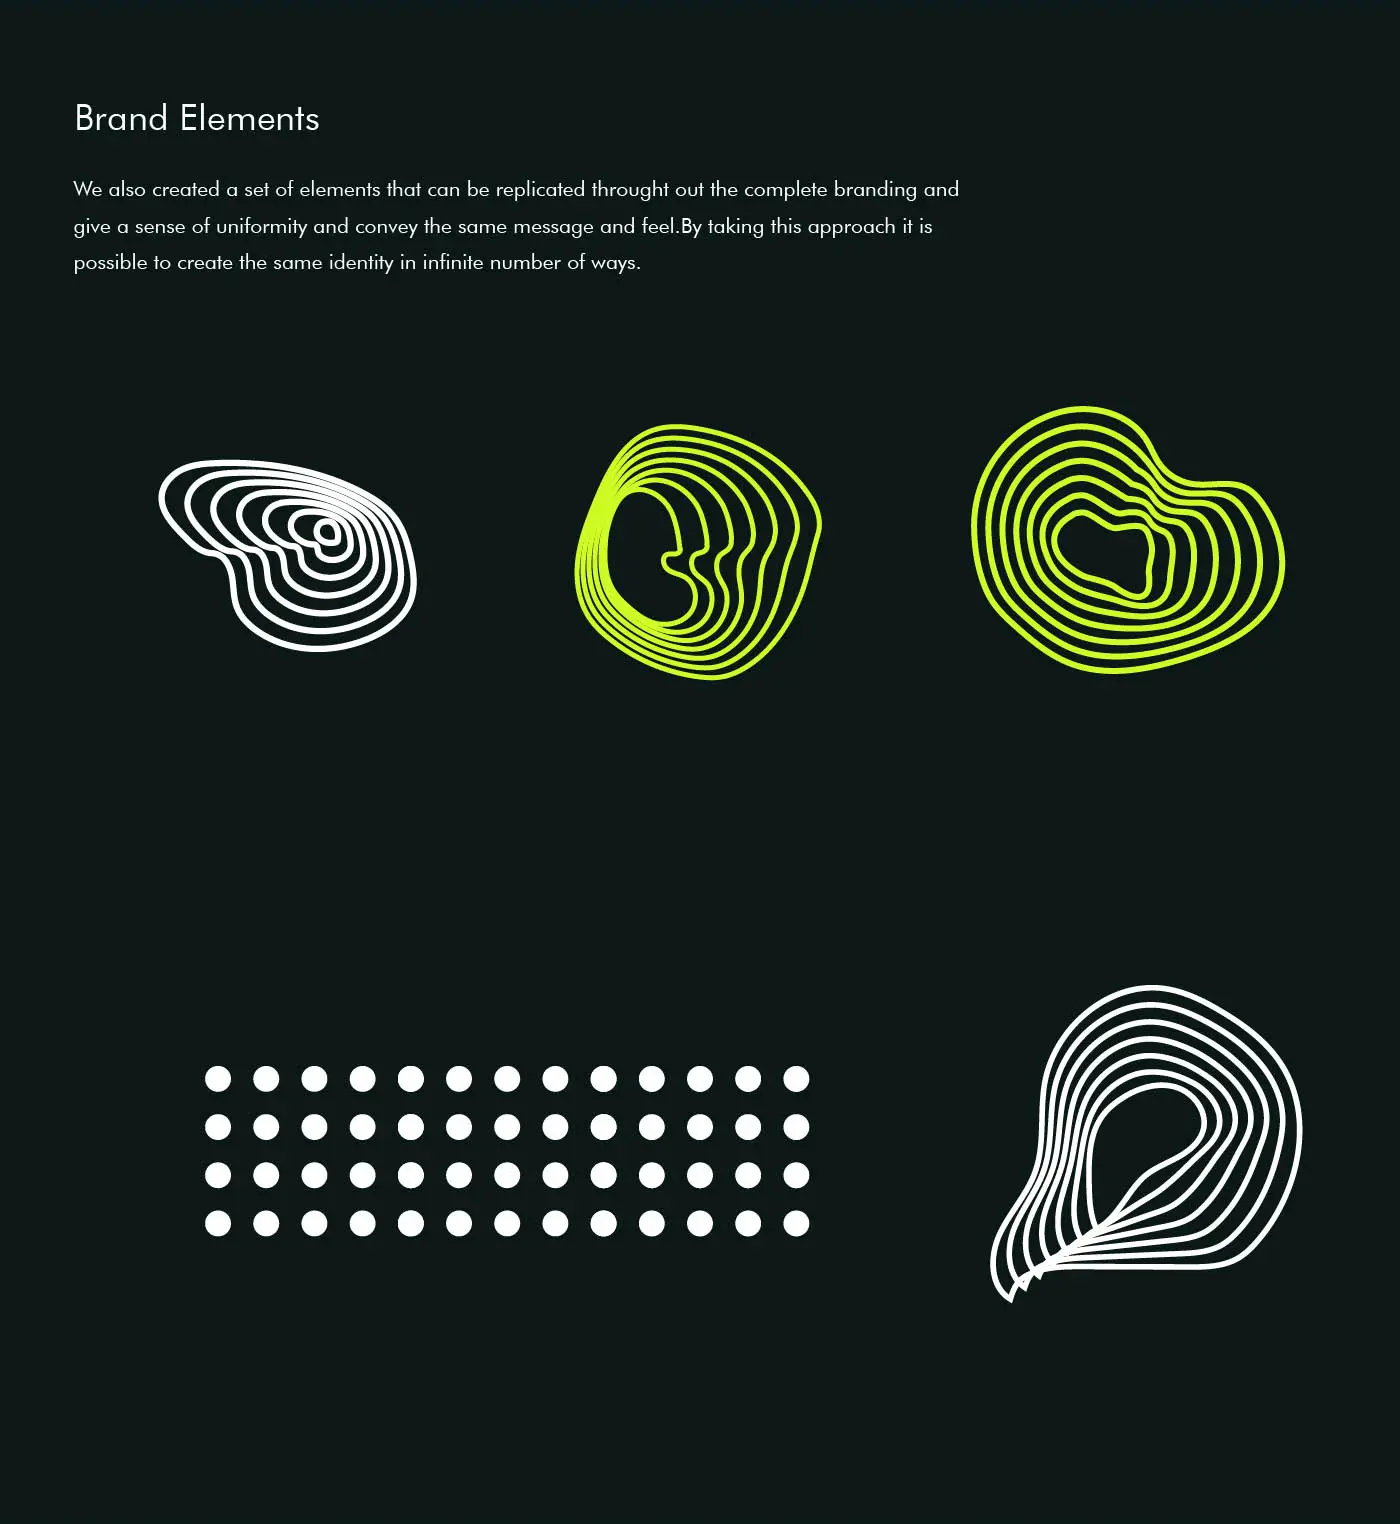 Brand Elements
We also created a set of elements that can be replicated throught out the complete branding and
give a sense of uniformity and convey the same message and feel.By taking this approach it is
possible to create the same identity in infinite number of ways.